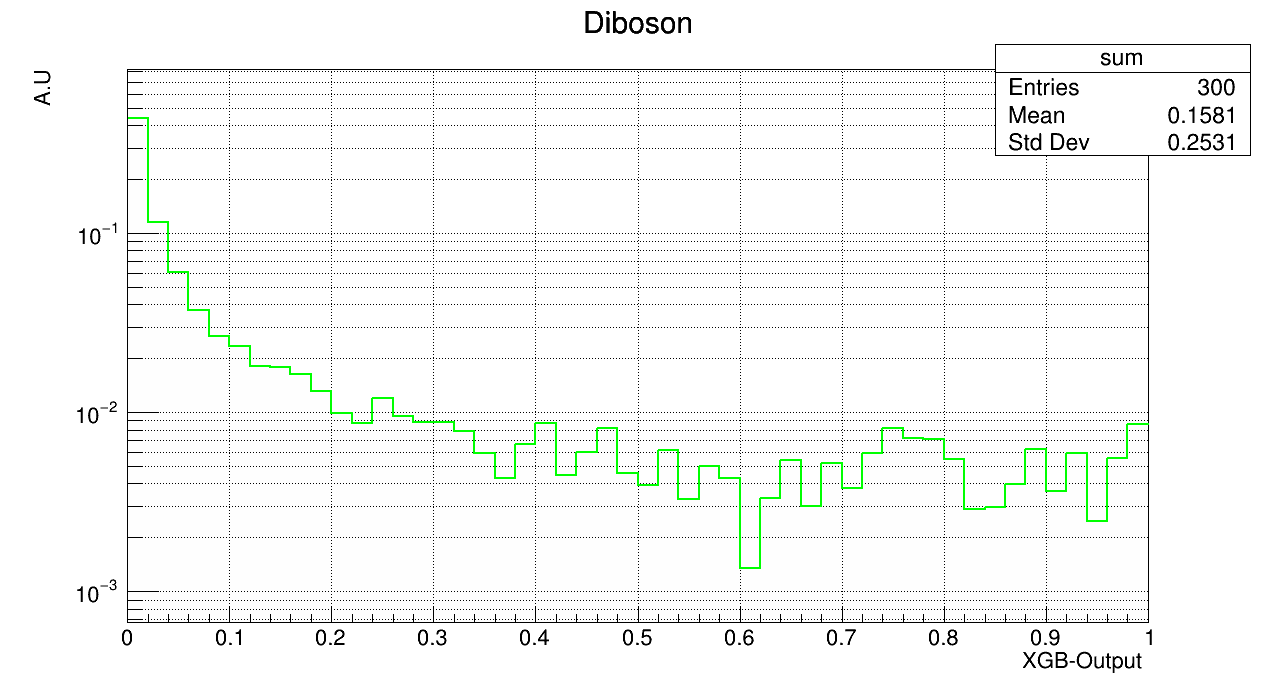 Diboson
A.U
sum
Entries 300
Mean 0.1581
Std Dev 0.2531
10⁻¹
10⁻²
10⁻³
0 0.1 0.2 0.3 0.4 0.5 0.6 0.7 0.8 0.9 1
XGB-Output